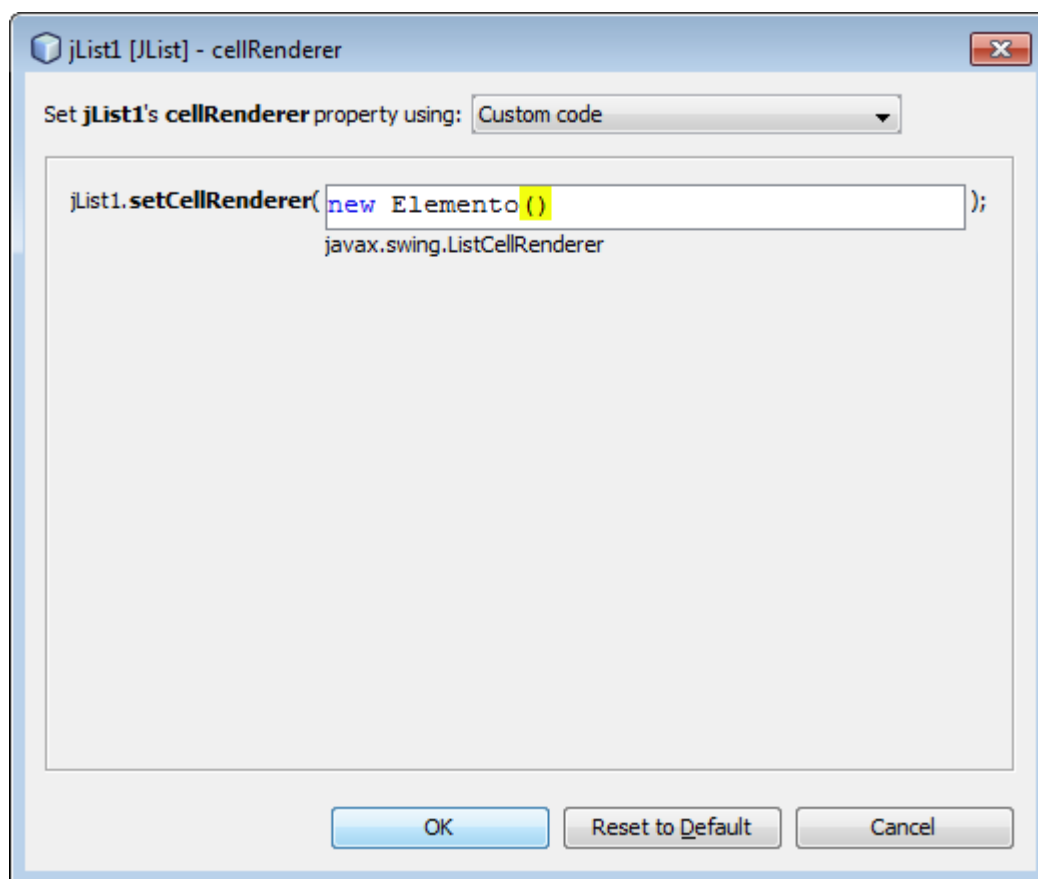 jList1 [JList] - cellRenderer
Set jList1's cellRenderer property using: Custom code
jList1.setCellRenderer( new Elemento() );
javax.swing.ListCellRenderer
OK Reset to Default Cancel